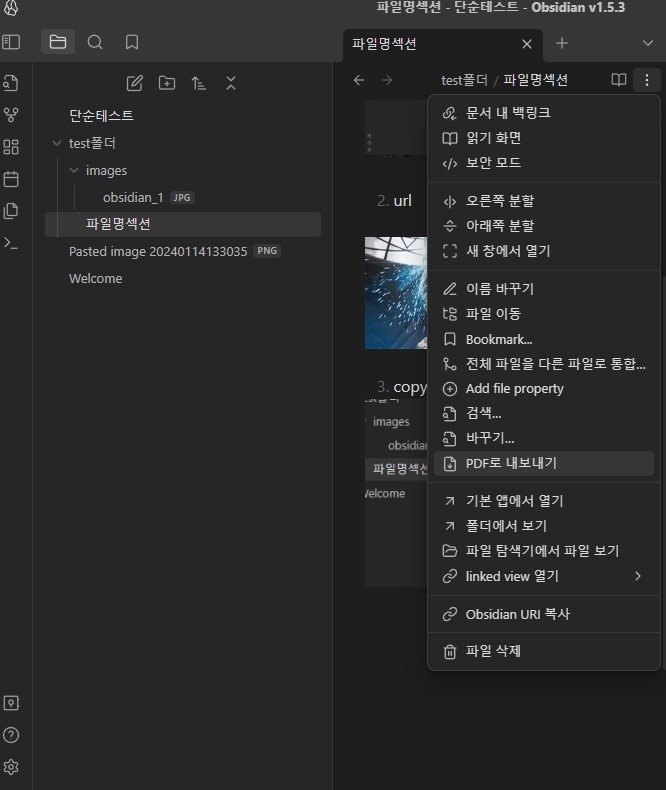 파일명섹션 - 단순테스트 - Obsidian v1.5.3
파일명섹션
test폴더 / 파일명섹션
단순테스트
test폴더
images
obsidian_1 JPG
파일명섹션
Pasted image 20240114133035 PNG
Welcome
2. url
3. copy
images
obsidian
파일명섹션
Welcome
문서 내 백링크
읽기 화면
보안 모드
오른쪽 분할
아래쪽 분할
새 창에서 열기
이름 바꾸기
파일 이동
Bookmark...
전체 파일을 다른 파일로 통합...
Add file property
검색...
바꾸기...
PDF로 내보내기
기본 앱에서 열기
폴더에서 보기
파일 탐색기에서 파일 보기
linked view 열기
Obsidian URI 복사
파일 삭제